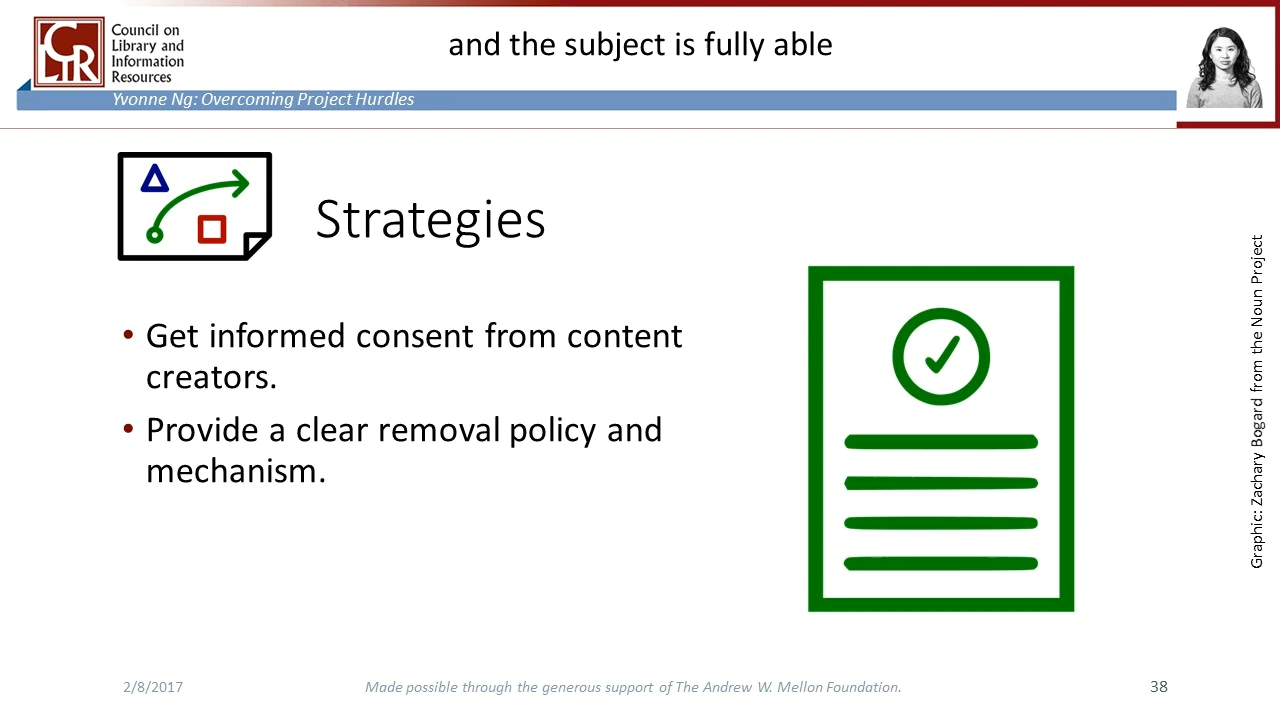 CLIR
Council on
Library and
Information
Resources
and the subject is fully able
Yvonne Ng: Overcoming Project Hurdles
Strategies
• Get informed consent from content
creators.
• Provide a clear removal policy and
mechanism.
Graphic: Zachary Bogard from the Noun Project
2/8/2017
Made possible through the generous support of The Andrew W. Mellon Foundation.
38